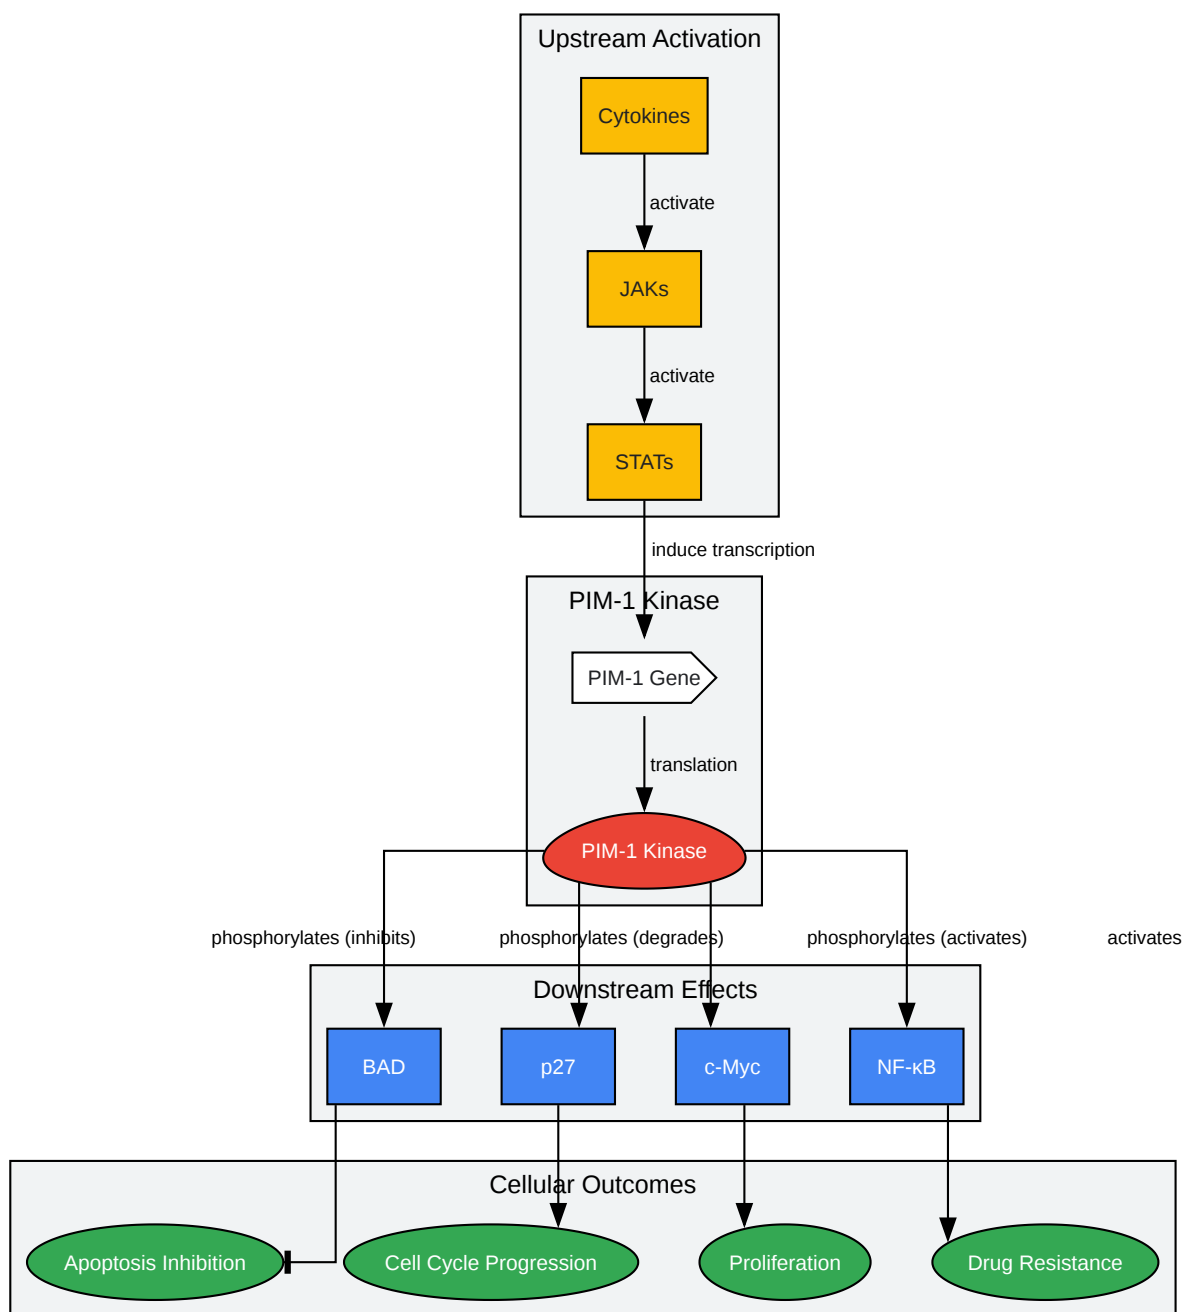 Upstream Activation
Cytokines
activate
JAKs
activate
STATs
induce transcription
PIM-1 Kinase
PIM-1 Gene
translation
PIM-1 Kinase
phosphorylates (inhibits)
phosphorylates (degrades)
phosphorylates (activates)
activates
Downstream Effects
BAD
p27
c-Myc
NF-κB
Cellular Outcomes
Apoptosis Inhibition
Cell Cycle Progression
Proliferation
Drug Resistance